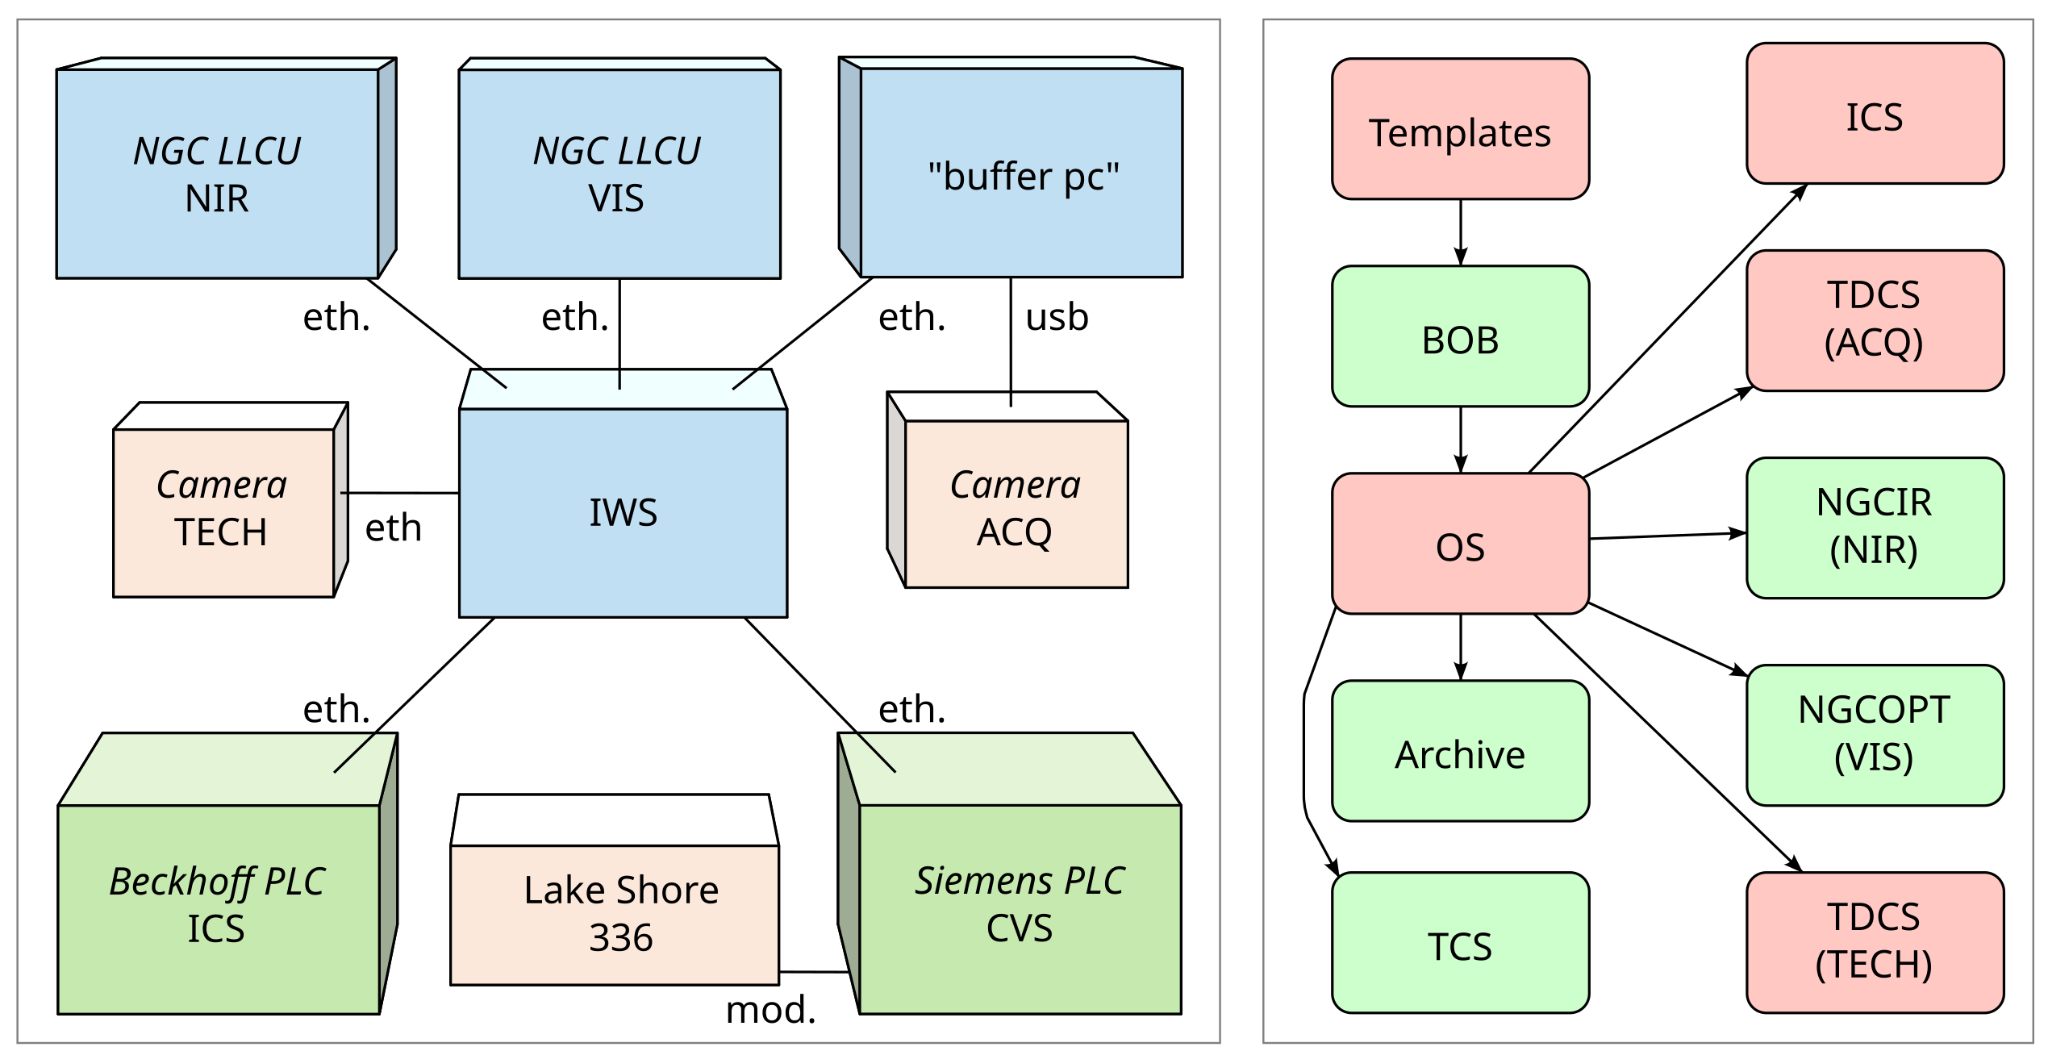 NGC LLCU
NIR
NGC LLCU
VIS
"buffer pc"
eth.
eth.
eth.
usb
Camera
TECH
eth
IWS
Camera
ACQ
eth.
eth.
Beckhoff PLC
ICS
Lake Shore
336
Siemens PLC
CVS
mod.
Templates
ICS
BOB
TDCS
(ACQ)
OS
NGCIR
(NIR)
Archive
NGCOPT
(VIS)
TCS
TDCS
(TECH)